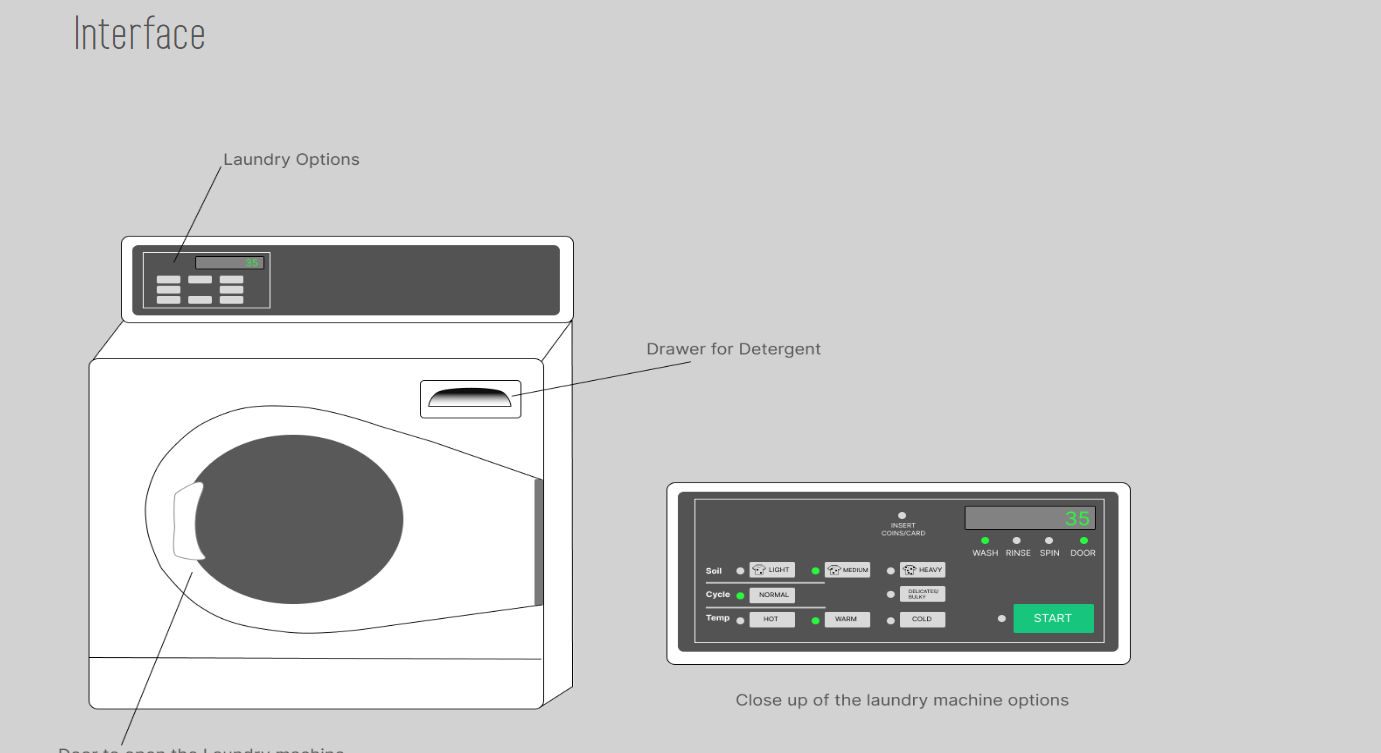 Interface
Laundry Options
35
Drawer for Detergent
35
INSERT
COINS/CARD
WASH RINSE SPIN DOOR
Soil LIGHT MEDIUM HEAVY
Cycle NORMAL DELICATES/
BULKY
Temp HOT WARM COLD
START
Close up of the laundry machine options
Door to open the Laundry machine